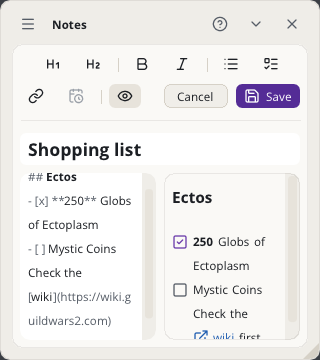 Notes
H1 H2 B I
Cancel Save
Shopping list
## Ectos
- [x] **250** Globs
of Ectoplasm
- [ ] Mystic Coins
Check the
[wiki](https://wiki.g
uildwars2.com)
Ectos
250 Globs of
Ectoplasm
Mystic Coins
Check the
wiki first